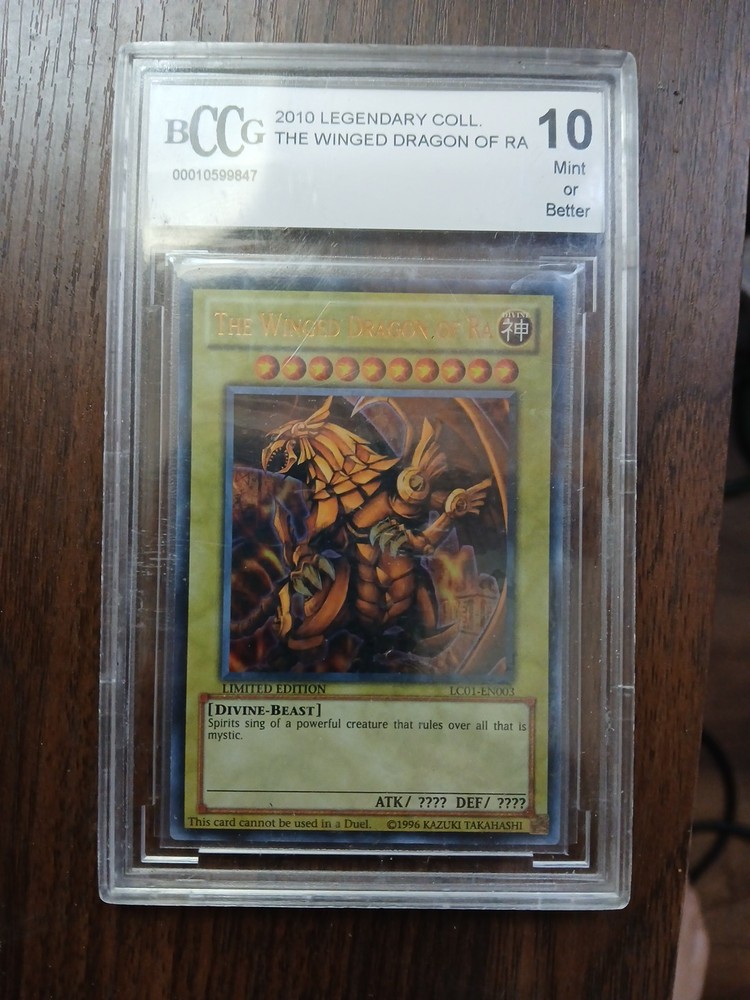 BCCG
2010 LEGENDARY COLL.
THE WINGED DRAGON OF RA
00010599847
10
Mint
or
Better
THE WINGED DRAGON OF RA
DIVINE
神
LIMITED EDITION
LC01-EN003
[DIVINE-BEAST]
Spirits sing of a powerful creature that rules over all that is
mystic.
ATK/ ???? DEF/ ????
This card cannot be used in a Duel. ©1996 KAZUKI TAKAHASHI